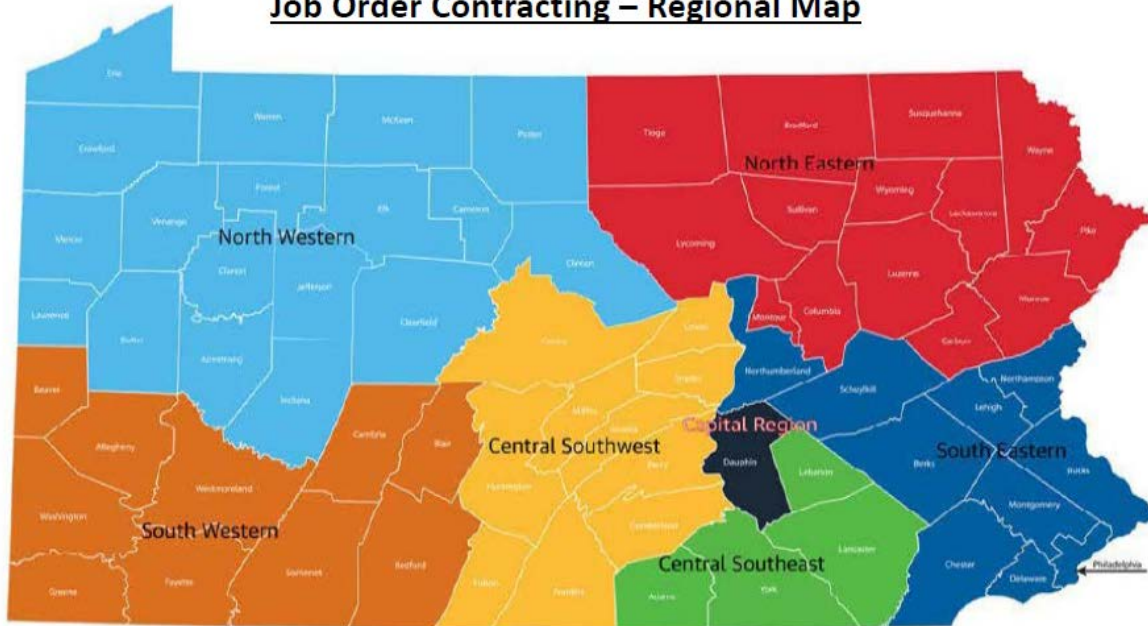 Job Order Contracting – Regional Map
Erie
Warren
McKean
Potter
Tioga
Bradford
Susquehanna
Wayne
Crawford
North Eastern
Forest
Wyoming
Lackawanna
Venango
Elk
Cameron
Sullivan
Pike
Mercer
North Western
Lycoming
Clarion
Clinton
Luzerne
Jefferson
Monroe
Lawrence
Butler
Clearfield
Montour
Columbia
Union
Carbon
Armstrong
Centre
Northumberland
Snyder
Northampton
Beaver
Schuylkill
Indiana
Lehigh
Mifflin
Capital Region
Juniata
Cambria
Blair
Allegheny
Central Southwest
South Eastern
Perry
Dauphin
Berks
Bucks
Lebanon
Huntingdon
Westmoreland
Montgomery
Washington
South Western
Cumberland
Lancaster
Central Southeast
Chester
Philadelphia
Bedford
Somerset
Delaware
Fayette
Fulton
Greene
Franklin
Adams
York